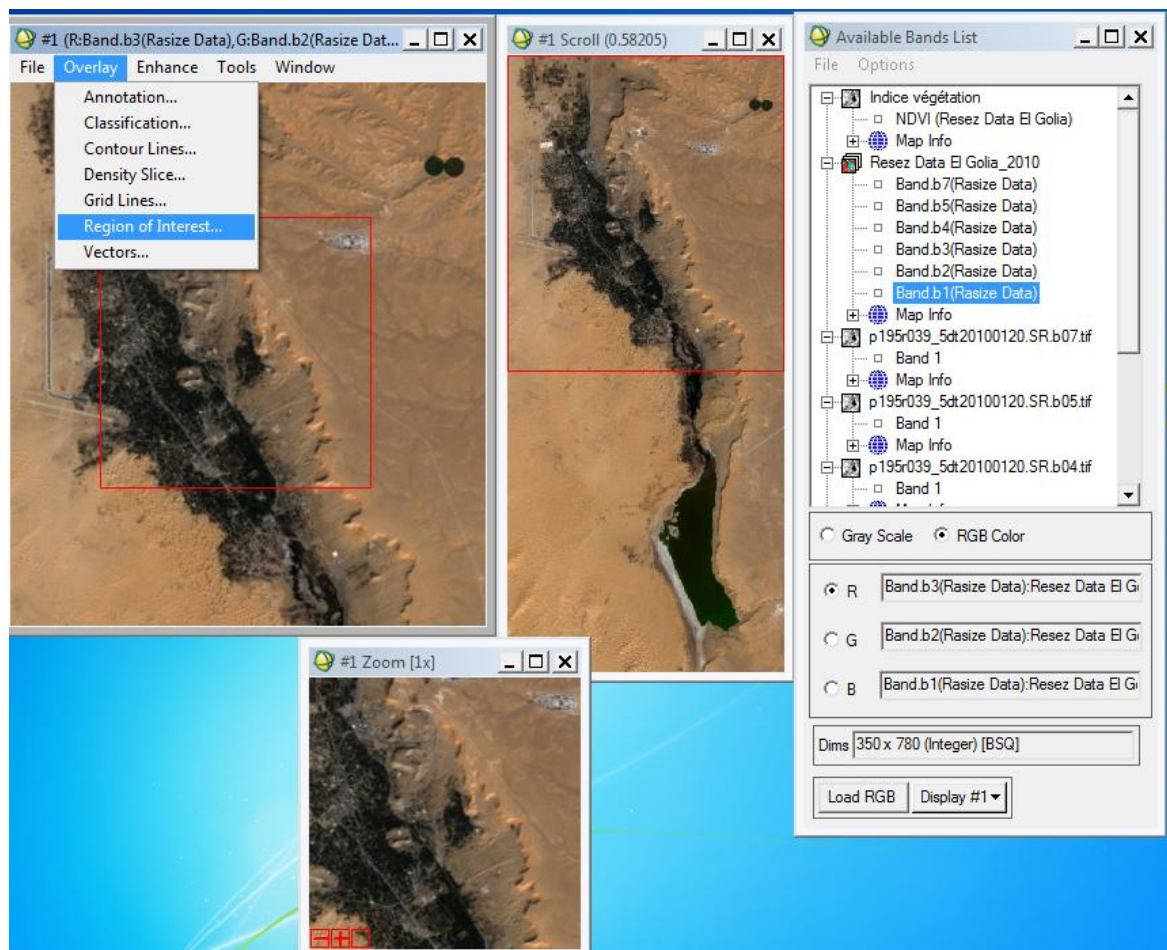 #1 (R:Band.b3(Rasize Data),G:Band.b2(Rasize Dat...
File Overlay Enhance Tools Window
Annotation...
Classification...
Contour Lines...
Density Slice...
Grid Lines...
Region of Interest...
Vectors...
#1 Scroll (0.58205)
Available Bands List
File Options
Indice végétation
NDVI (Resez Data El Golia)
Map Info
Resez Data El Golia_2010
Band.b7(Rasize Data)
Band.b5(Rasize Data)
Band.b4(Rasize Data)
Band.b3(Rasize Data)
Band.b2(Rasize Data)
Band.b1(Rasize Data)
Map Info
p195r039_5dt20100120.SR.b07.tif
Band 1
Map Info
p195r039_5dt20100120.SR.b05.tif
Band 1
Map Info
p195r039_5dt20100120.SR.b04.tif
Band 1
Gray Scale RGB Color
R Band.b3(Rasize Data):Resez Data El G
G Band.b2(Rasize Data):Resez Data El G
B Band.b1(Rasize Data):Resez Data El G
Dims 350 x 780 (Integer) [BSQ]
Load RGB Display #1
#1 Zoom [1x]